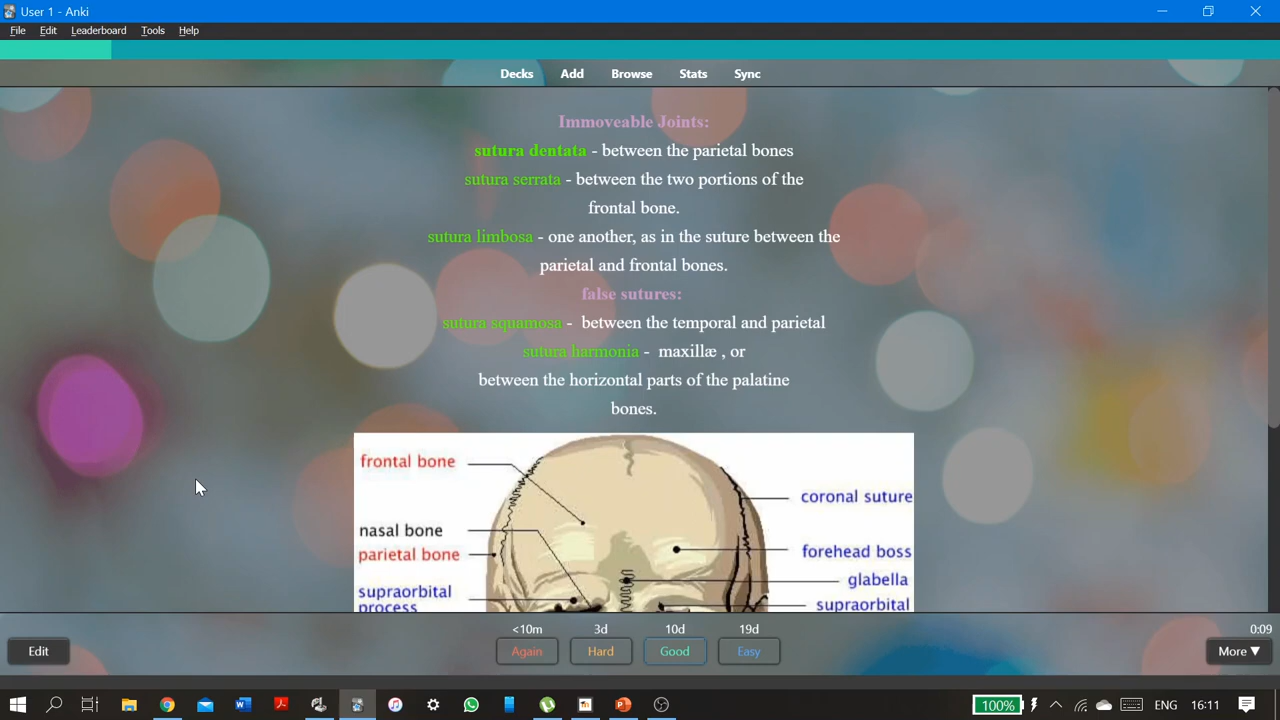 User 1 - Anki
File Edit Leaderboard Tools Help
Decks Add Browse Stats Sync
Immoveable Joints:
sutura dentata - between the parietal bones
sutura serrata - between the two portions of the
frontal bone.
sutura limbosa - one another, as in the suture between the
parietal and frontal bones.
false sutures:
sutura squamosa - between the temporal and parietal
sutura harmonia - maxillæ , or
between the horizontal parts of the palatine
bones.
frontal bone
coronal suture
nasal bone
parietal bone
forehead boss
glabella
supraorbital
process
supraorbital
<10m 3d 10d 19d 0:09
Edit Again Hard Good Easy More ▼
100% ENG 16:11